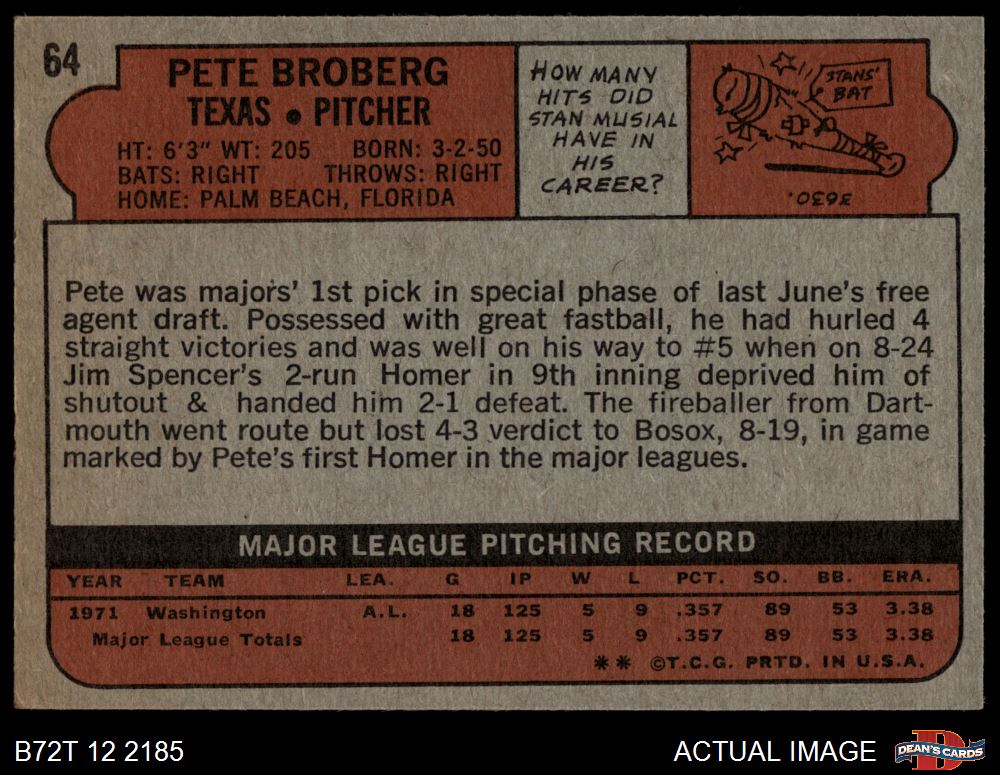 64
PETE BROBERG
TEXAS • PITCHER
HT: 6'3" WT: 205 BORN: 3-2-50
BATS: RIGHT THROWS: RIGHT
HOME: PALM BEACH, FLORIDA
HOW MANY
HITS DID
STAN MUSIAL
HAVE IN
HIS
CAREER?
STANS'
BAT
3630.
Pete was majors' 1st pick in special phase of last June's free
agent draft. Possessed with great fastball, he had hurled 4
straight victories and was well on his way to #5 when on 8-24
Jim Spencer's 2-run Homer in 9th inning deprived him of
shutout & handed him 2-1 defeat. The fireballer from Dart-
mouth went route but lost 4-3 verdict to Bosox, 8-19, in game
marked by Pete's first Homer in the major leagues.
MAJOR LEAGUE PITCHING RECORD
YEAR TEAM LEA. G IP W L PCT. SO. BB. ERA.
1971 Washington A.L. 18 125 5 9 .357 89 53 3.38
Major League Totals 18 125 5 9 .357 89 53 3.38
** ©T.C.G. PRTD. IN U.S.A.
B72T 12 2185 ACTUAL IMAGE
D
DEAN'S CARDS